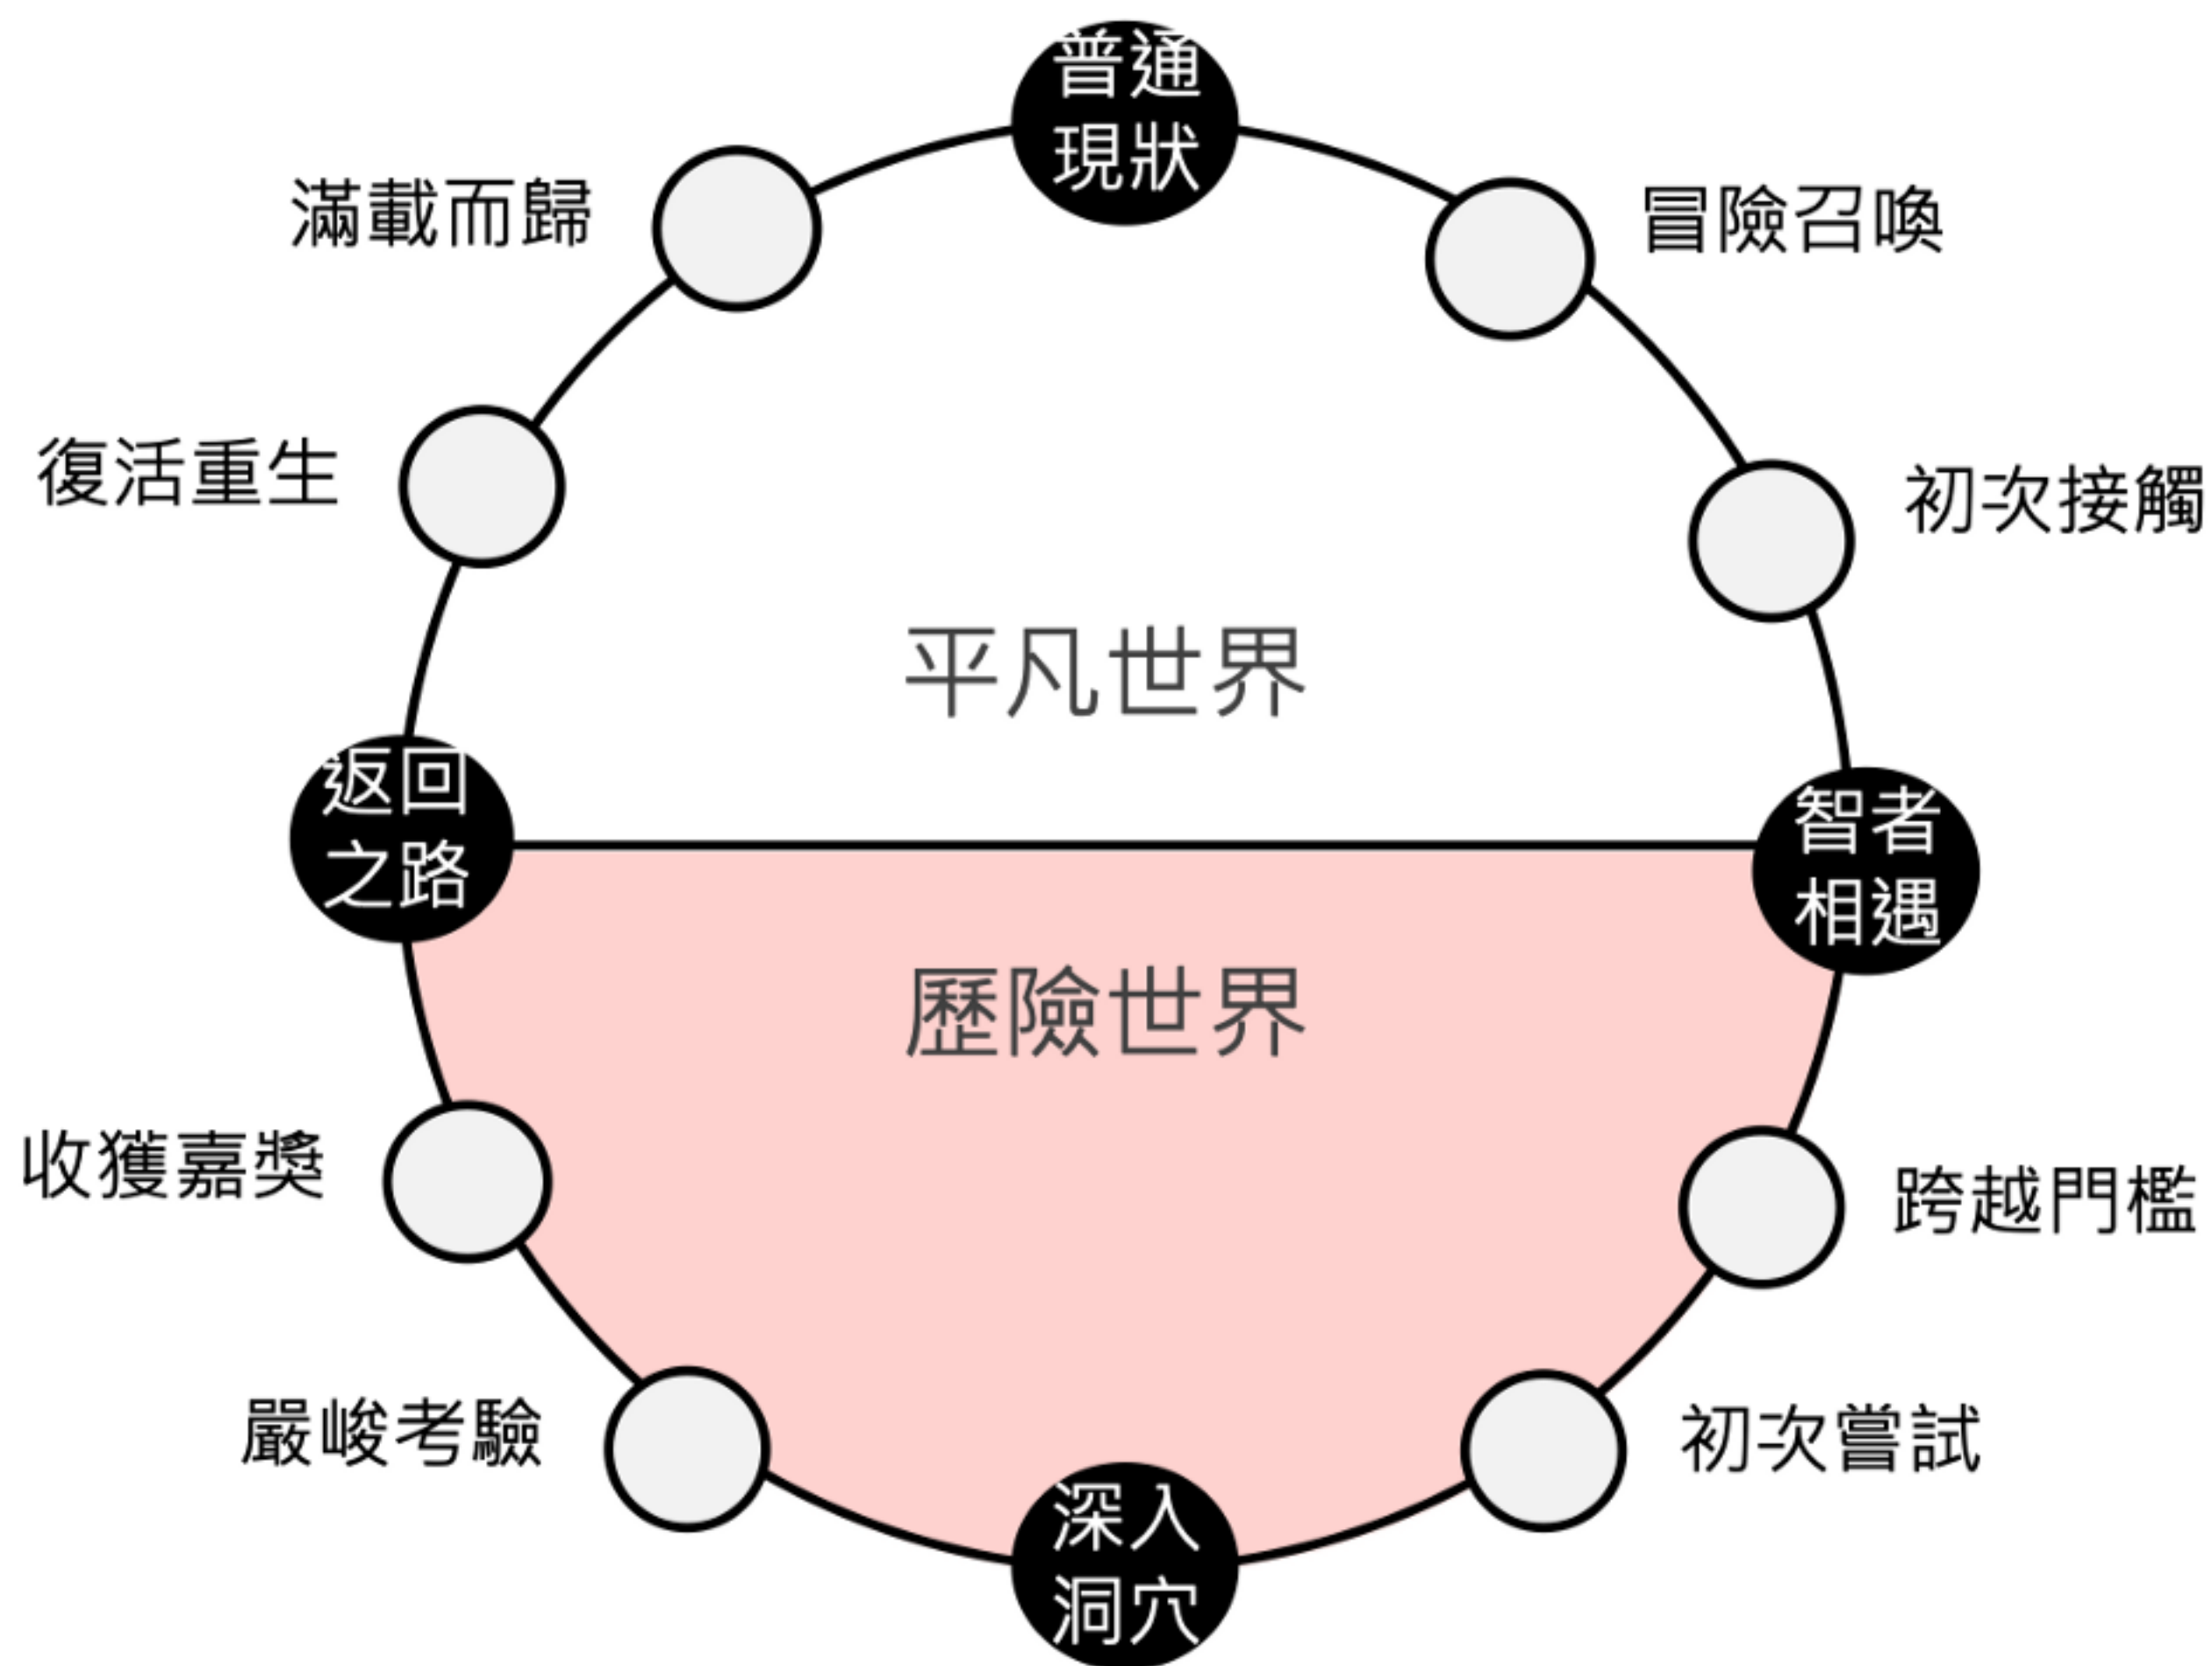 普通
現狀
滿載而歸
冒險召喚
復活重生
初次接觸
平凡世界
返回
之路
智者
相遇
歷險世界
收獲嘉獎
跨越門檻
嚴峻考驗
初次嘗試
深入
洞穴